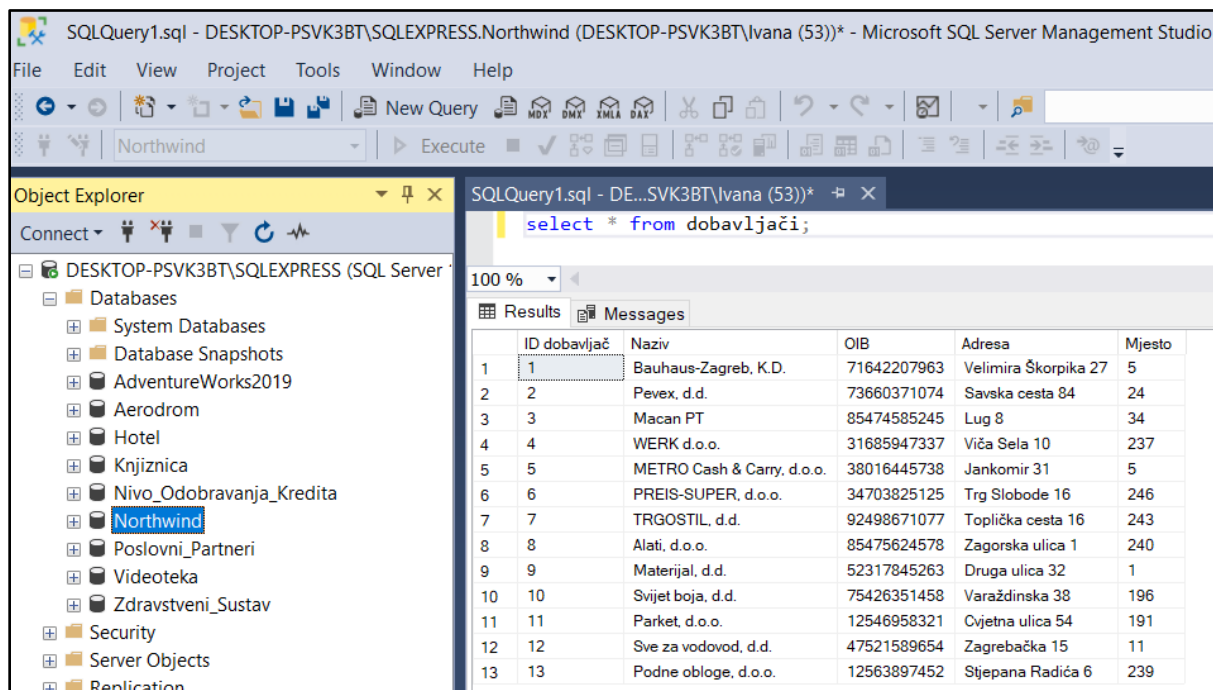 SQLQuery1.sql - DESKTOP-PSVK3BT\SQLEXPRESS.Northwind (DESKTOP-PSVK3BT\Ivana (53))* - Microsoft SQL Server Management Studio
File Edit View Project Tools Window Help
New Query MDX DMX XMLA DAX
Northwind Execute
Object Explorer
Connect
DESKTOP-PSVK3BT\SQLEXPRESS (SQL Server
Databases
System Databases
Database Snapshots
AdventureWorks2019
Aerodrom
Hotel
Knjiznica
Nivo_Odobravanja_Kredita
Northwind
Poslovni_Partneri
Videoteka
Zdravstveni_Sustav
Security
Server Objects
Replication
SQLQuery1.sql - DE...SVK3BT\Ivana (53))*
select * from dobavljači;
100 %
Results Messages
ID dobavljač Naziv OIB Adresa Mjesto
1 1 Bauhaus-Zagreb, K.D. 71642207963 Velimira Škorpika 27 5
2 2 Pevex, d.d. 73660371074 Savska cesta 84 24
3 3 Macan PT 85474585245 Lug 8 34
4 4 WERK d.o.o. 31685947337 Viča Sela 10 237
5 5 METRO Cash & Carry, d.o.o. 38016445738 Jankomir 31 5
6 6 PREIS-SUPER, d.o.o. 34703825125 Trg Slobode 16 246
7 7 TRGOSTIL, d.d. 92498671077 Toplička cesta 16 243
8 8 Alati, d.o.o. 85475624578 Zagorska ulica 1 240
9 9 Materijal, d.d. 52317845263 Druga ulica 32 1
10 10 Svijet boja, d.d. 75426351458 Varaždinska 38 196
11 11 Parket, d.o.o. 12546958321 Cvjetna ulica 54 191
12 12 Sve za vodovod, d.d. 47521589654 Zagrebačka 15 11
13 13 Podne obloge, d.o.o. 12563897452 Stjepana Radića 6 239